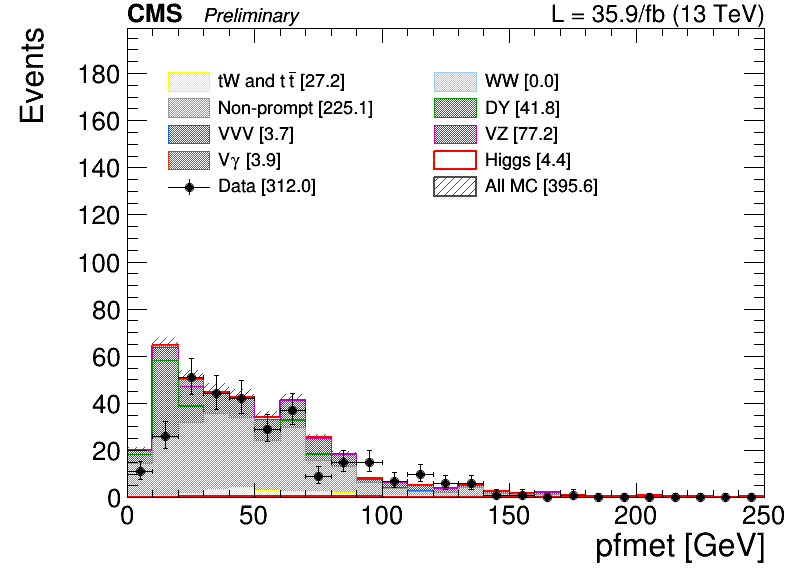 CMS Preliminary L = 35.9/fb (13 TeV)
Events
180
160
140
120
100
80
60
40
20
0
tW and t t̄ [27.2] WW [0.0]
Non-prompt [225.1] DY [41.8]
VVV [3.7] VZ [77.2]
Vγ [3.9] Higgs [4.4]
Data [312.0] All MC [395.6]
0 50 100 150 200 250
pfmet [GeV]